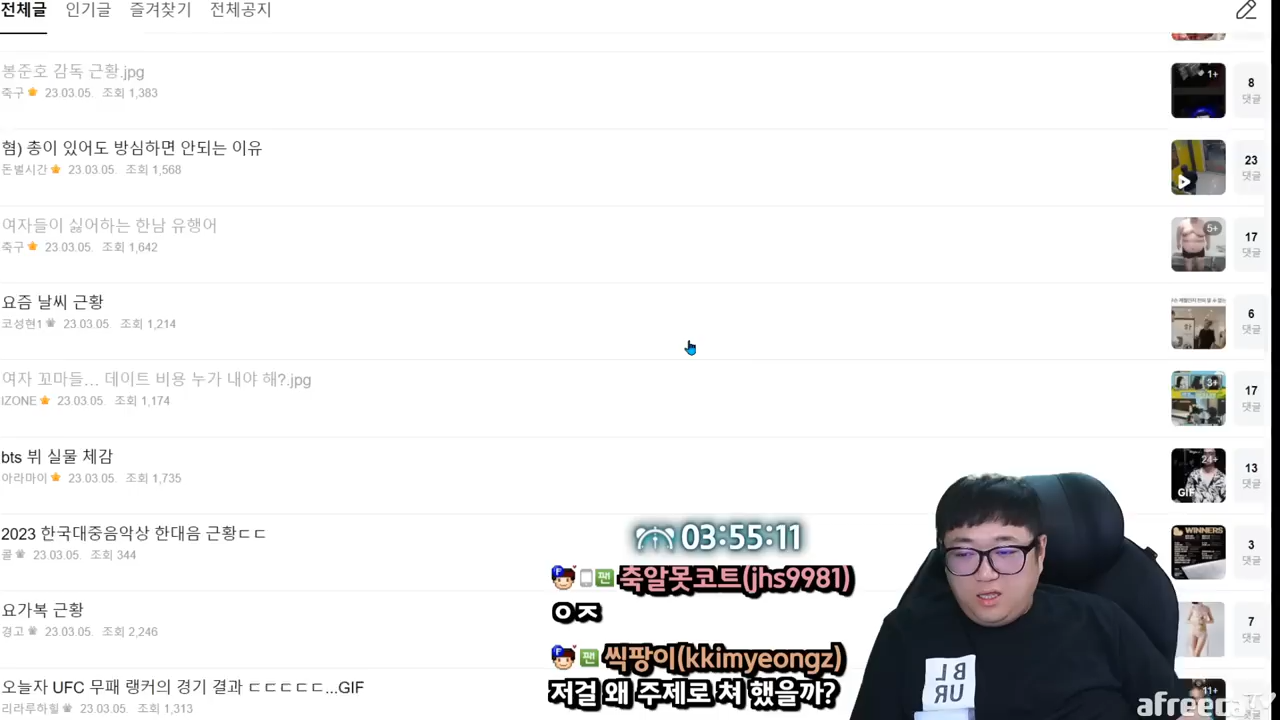 전체글 인기글 즐겨찾기 전체공지
봉준호 감독 근황.jpg
죽구 23.03.05. 조회 1,383
1+
8
댓글
혐) 총이 있어도 방심하면 안되는 이유
돈벌시간 23.03.05. 조회 1,568
23
댓글
여자들이 싫어하는 한남 유행어
죽구 23.03.05. 조회 1,642
5+
17
댓글
요즘 날씨 근황
코성현1 23.03.05 조회 1,214
6
댓글
여자 꼬마들... 데이트 비용 누가 내야 해?.jpg
IZONE 23.03.05. 조회 1,174
3+
17
댓글
bts 뷔 실물 체감
아라마이 23.03.05. 조회 1,735
24+
GIF
13
댓글
2023 한국대중음악상 한대음 근황ㄷㄷ
콜 23.03.05. 조회 344
WINNERS
3
댓글
03:55:11
축알못코트(jhs9981)
ㅇㅈ
요가복 근황
경고 23.03.05. 조회 2,246
7
댓글
씩팡이(kkimyeongz)
저걸 왜 주제로 쳐 했을까?
오늘자 UFC 무패 랭커의 경기 결과 ㄷㄷㄷㄷㄷ...GIF
리라루하힐 23.03.05. 조회 1,313
11+
BL
UR
afreecaTV